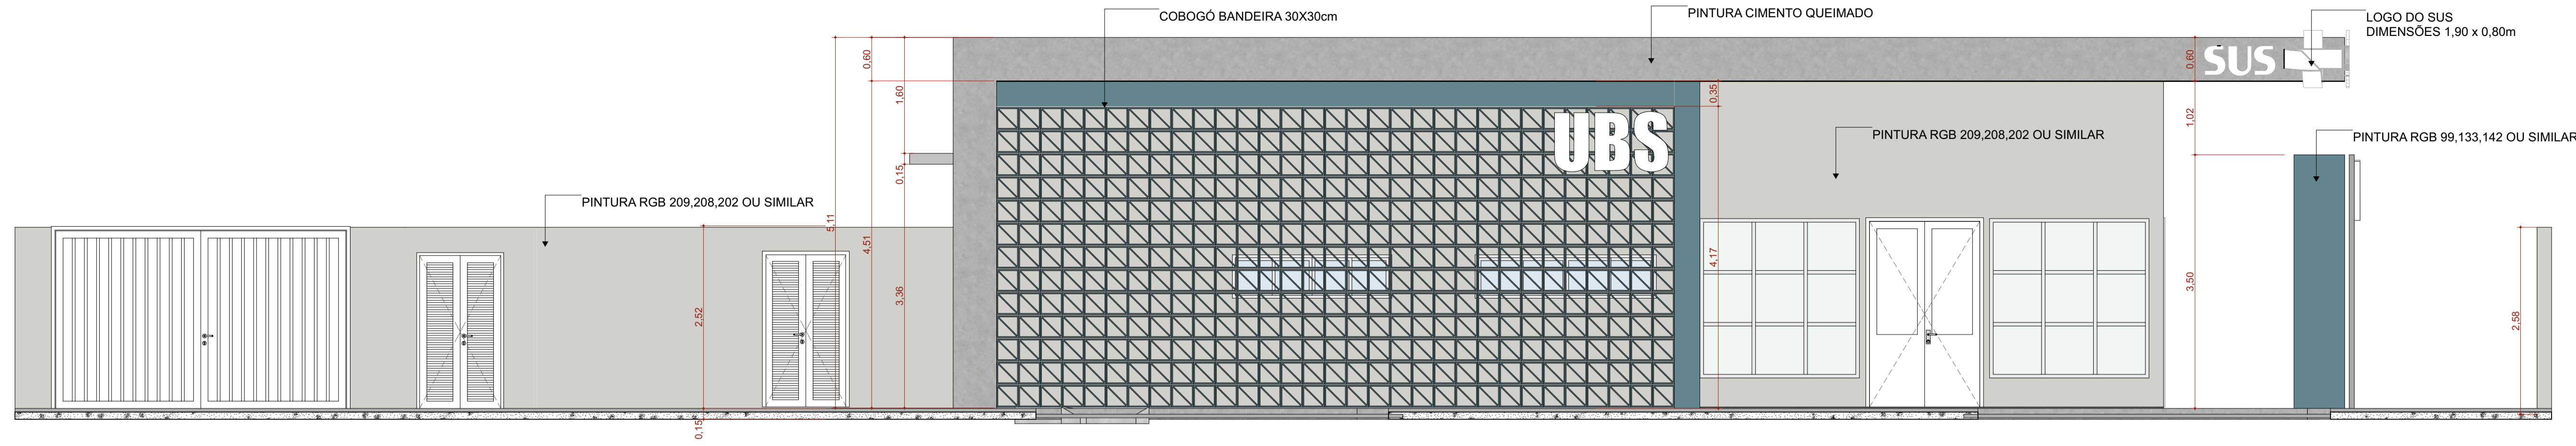 COBOGÓ BANDEIRA 30X30cm
PINTURA CIMENTO QUEIMADO
LOGO DO SUS
DIMENSÕES 1,90 x 0,80m
SUS
UBS
PINTURA RGB 209,208,202 OU SIMILAR
PINTURA RGB 99,133,142 OU SIMILAR
PINTURA RGB 209,208,202 OU SIMILAR
0,60
1,60
0,15
5,11
4,51
3,36
2,52
0,15
0,35
4,17
0,60
1,02
3,50
2,58